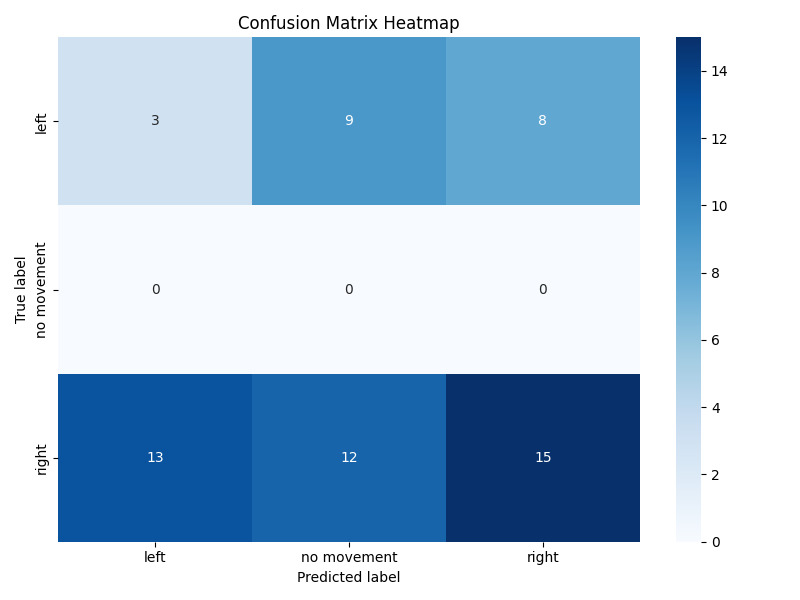 Confusion Matrix Heatmap
True label
left
3 9 8
no movement
0 0 0
right
13 12 15
left no movement right
Predicted label
14
12
10
8
6
4
2
0